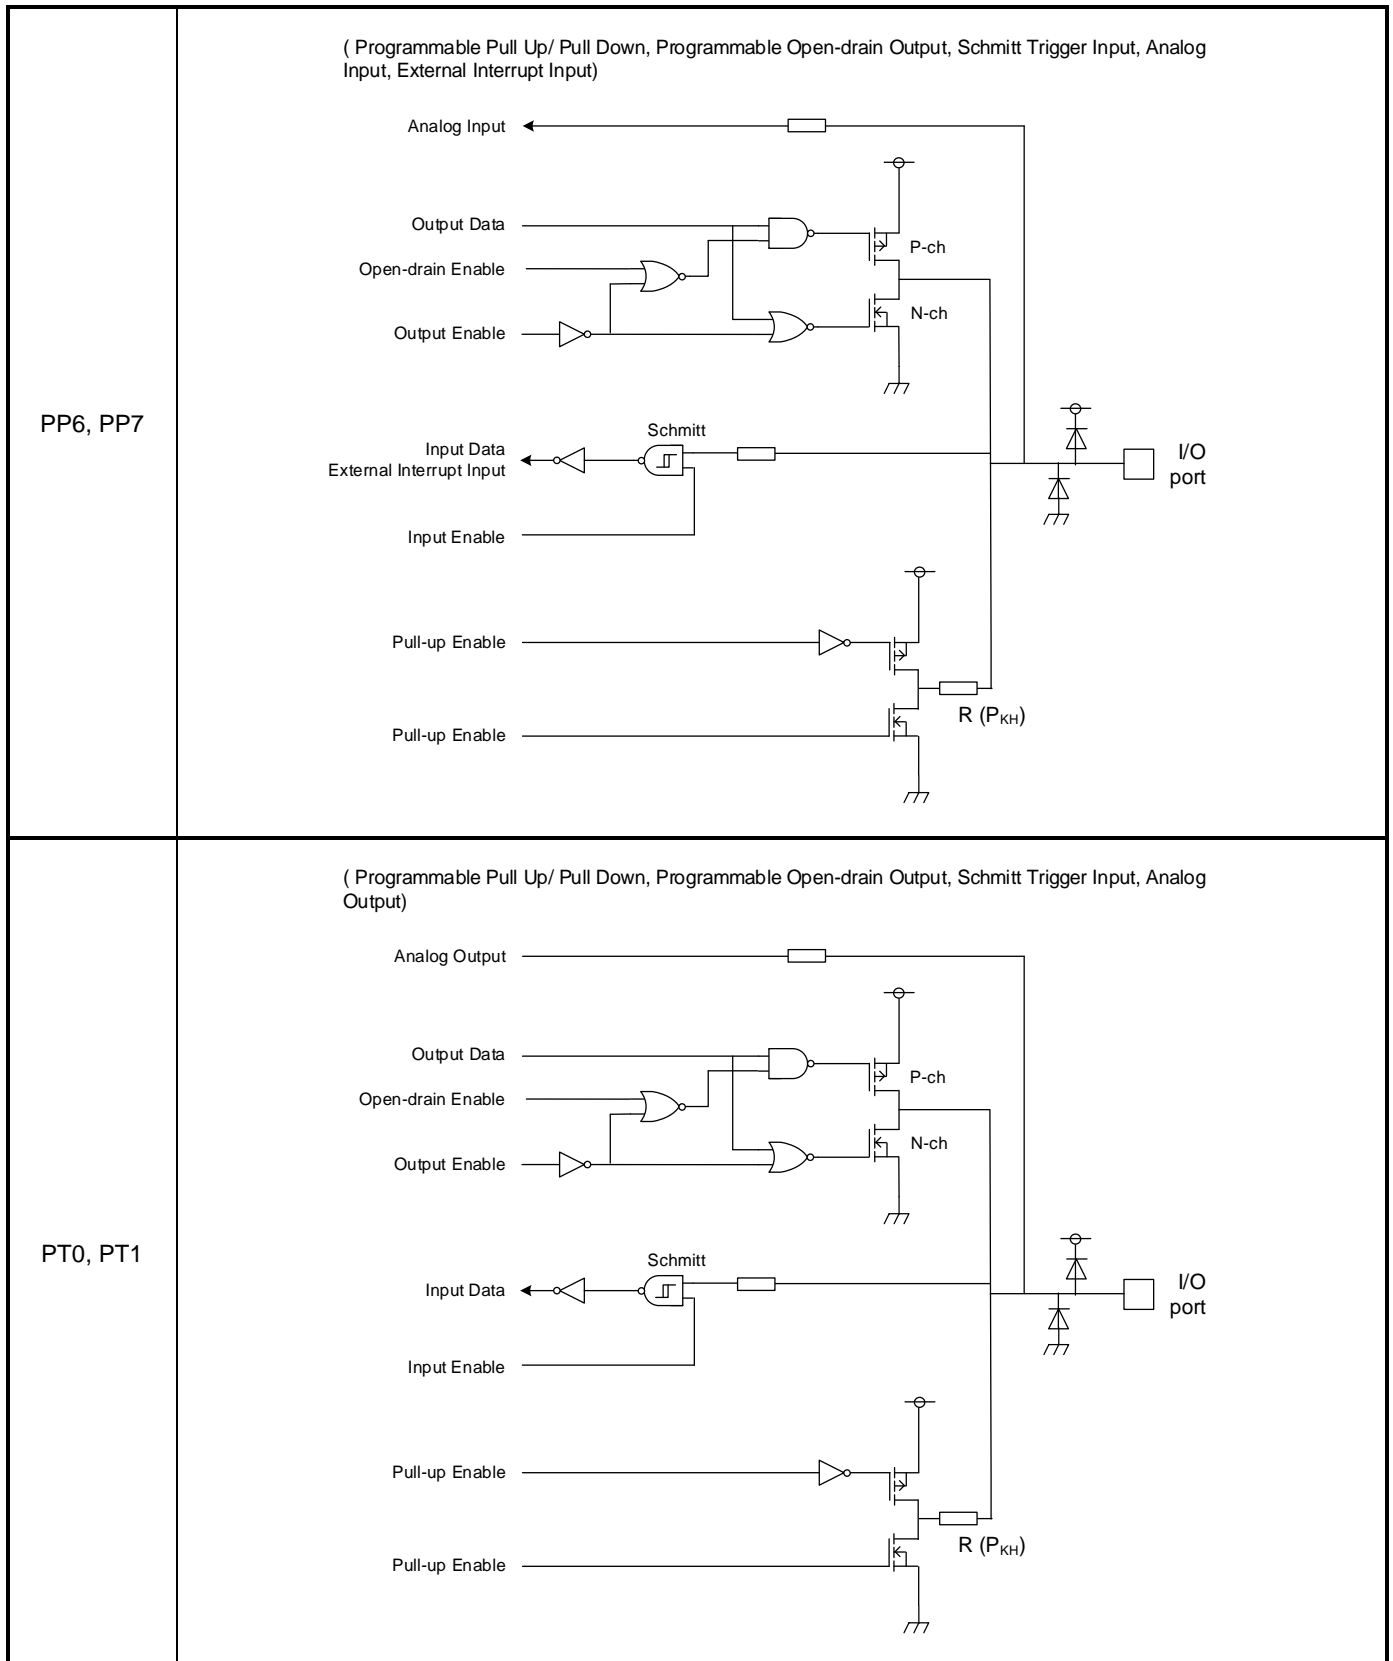 ( Programmable Pull Up/ Pull Down, Programmable Open-drain Output, Schmitt Trigger Input, Analog
Input, External Interrupt Input)
Analog Input
Output Data
P-ch
Open-drain Enable
N-ch
Output Enable
PP6, PP7
Schmitt
Input Data
External Interrupt Input
I/O
port
Input Enable
Pull-up Enable
R (PKH)
Pull-up Enable
( Programmable Pull Up/ Pull Down, Programmable Open-drain Output, Schmitt Trigger Input, Analog
Output)
Analog Output
Output Data
P-ch
Open-drain Enable
N-ch
Output Enable
PT0, PT1
Schmitt
Input Data
I/O
port
Input Enable
Pull-up Enable
R (PKH)
Pull-up Enable